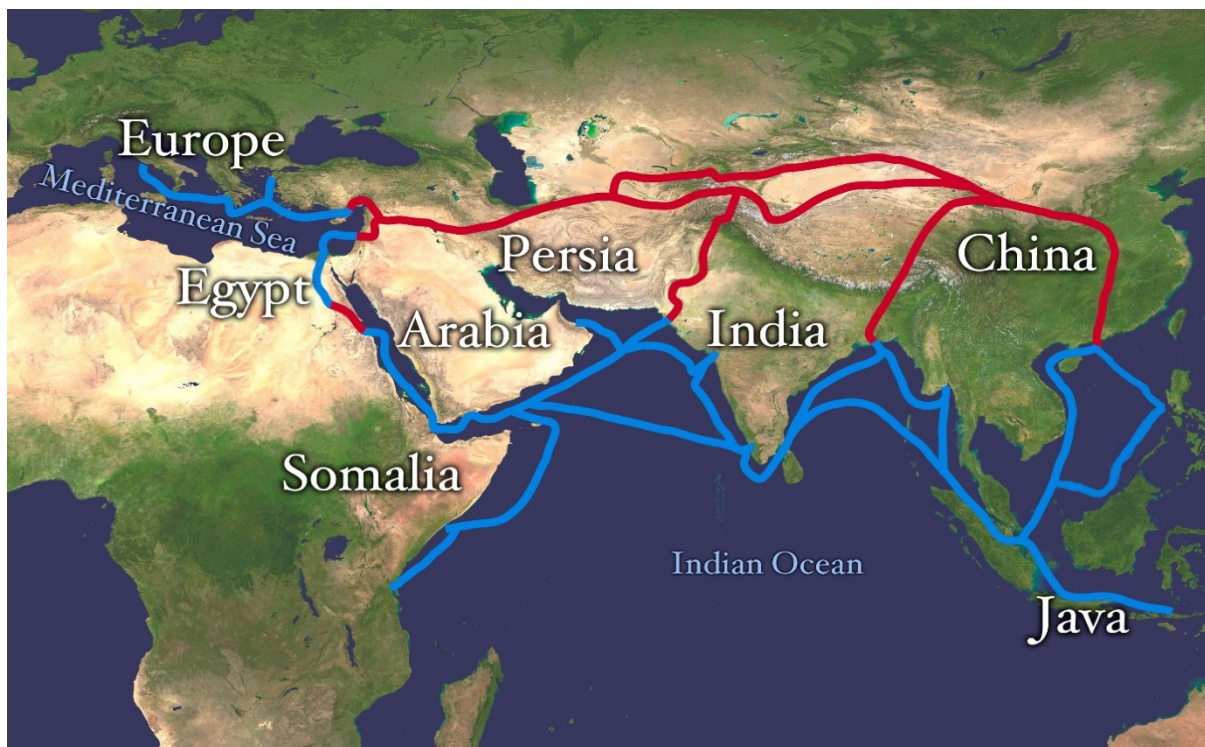 Europe
Mediterranean Sea
Egypt
Persia
Arabia
India
China
Somalia
Indian Ocean
Java